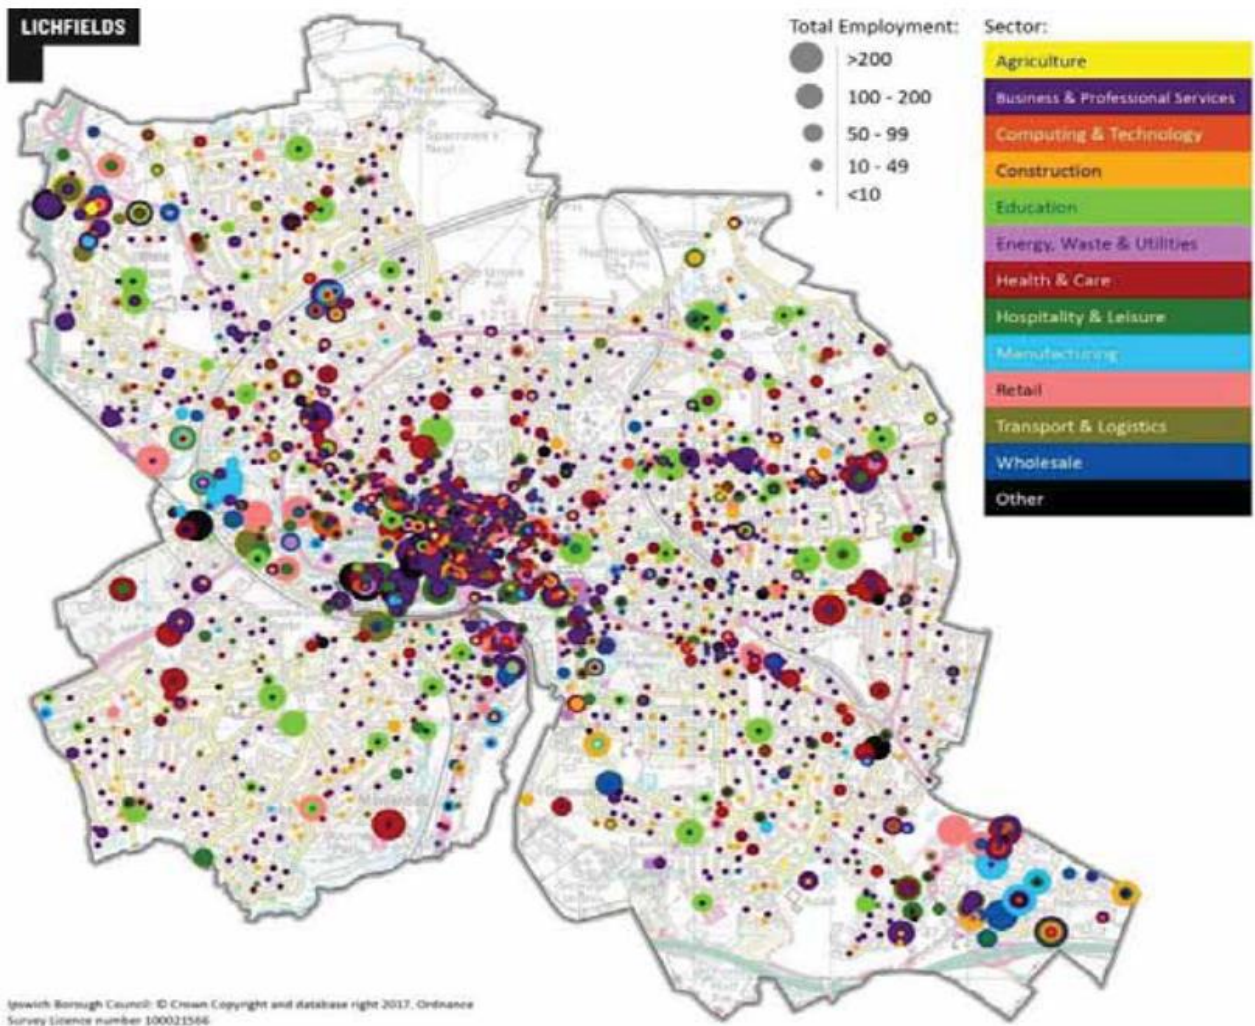 LICHFIELDS
Total Employment:
>200
100 - 200
50 - 99
10 - 49
<10
Sector:
Agriculture
Business & Professional Services
Computing & Technology
Construction
Education
Energy, Waste & Utilities
Health & Care
Hospitality & Leisure
Manufacturing
Retail
Transport & Logistics
Wholesale
Other
Ipswich Borough Council: © Crown Copyright and database right 2017. Ordnance
Survey Licence number 100021566